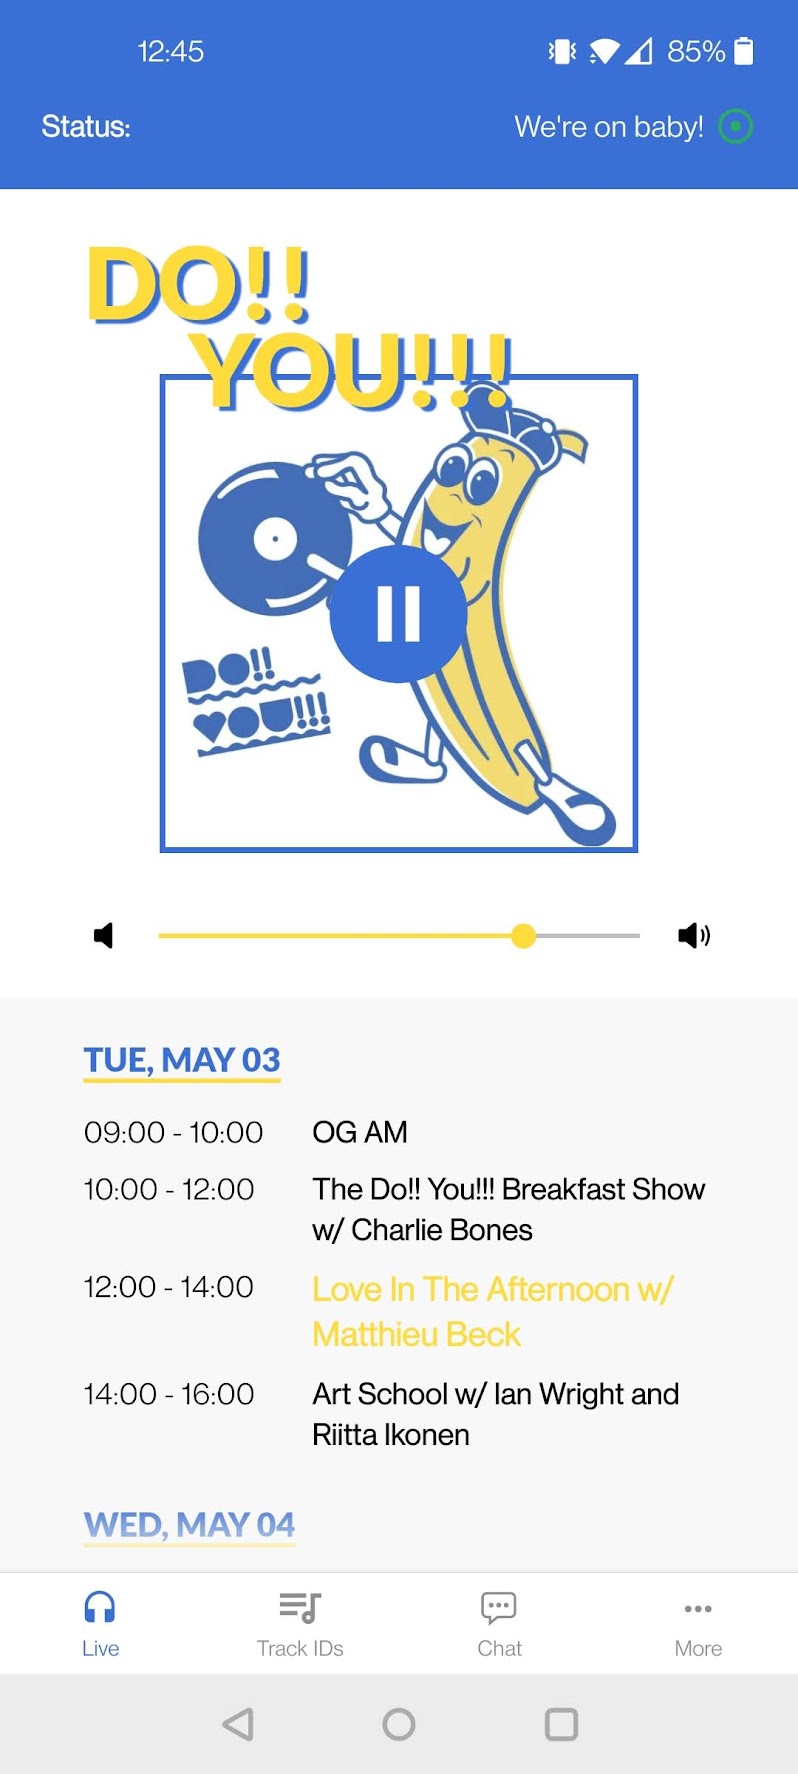 12:45
85%
Status:
We're on baby!
DO!!
YOU!!!
DO!!
YOU!!!
TUE, MAY 03
09:00 - 10:00 OG AM
10:00 - 12:00 The Do!! You!!! Breakfast Show
w/ Charlie Bones
12:00 - 14:00 Love In The Afternoon w/
Matthieu Beck
14:00 - 16:00 Art School w/ Ian Wright and
Riitta Ikonen
WED, MAY 04
Live
Track IDs
Chat
More